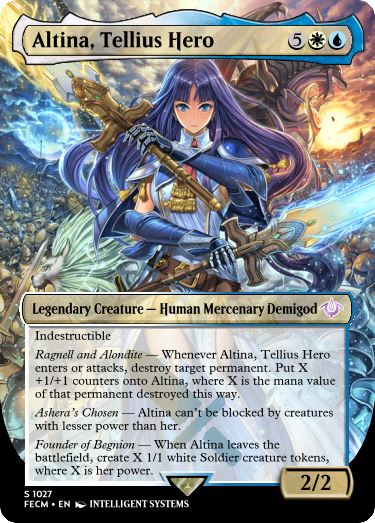 Altina, Tellius Hero 5
Legendary Creature — Human Mercenary Demigod
Indestructible
Ragnell and Alondite — Whenever Altina, Tellius Hero
enters or attacks, destroy target permanent. Put X
+1/+1 counters onto Altina, where X is the mana value
of that permanent destroyed this way.
Ashera's Chosen — Altina can't be blocked by creatures
with lesser power than her.
Founder of Begnion — When Altina leaves the
battlefield, create X 1/1 white Soldier creature tokens,
where X is her power.
2/2
S 1027
FECM • EN INTELLIGENT SYSTEMS